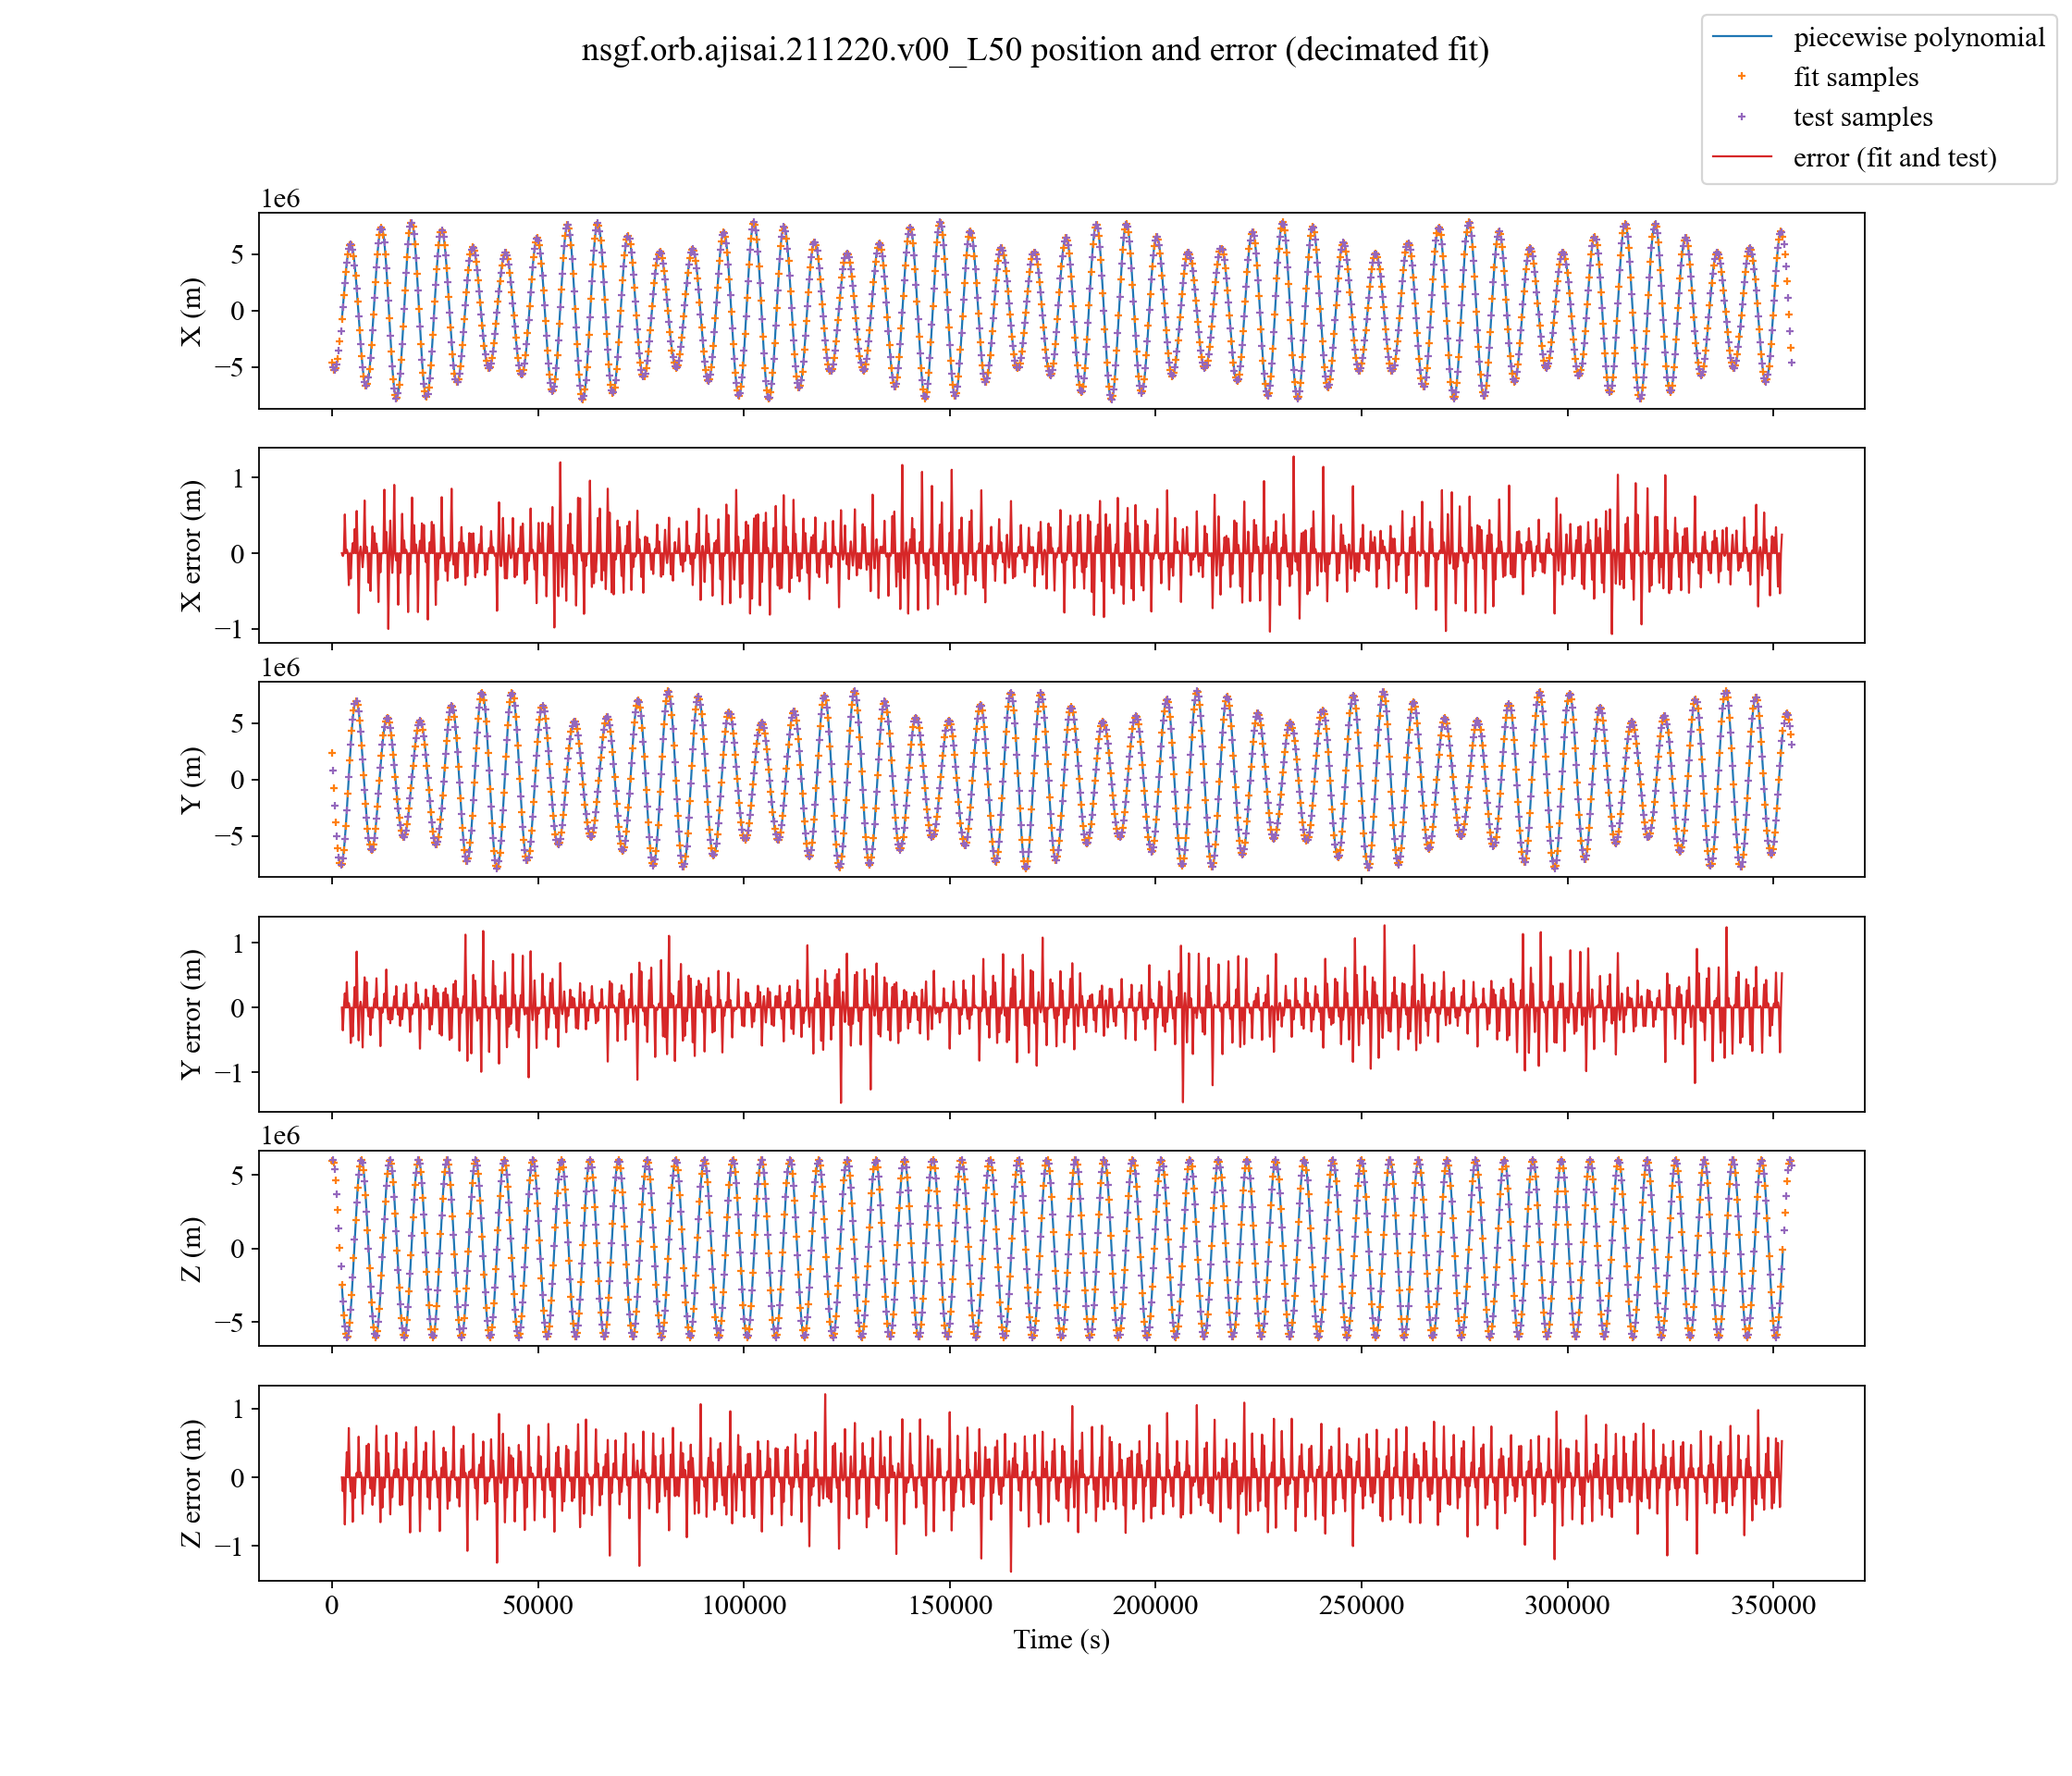 nsgf.orb.ajisai.211220.v00_L50 position and error (decimated fit)
piecewise polynomial
fit samples
test samples
error (fit and test)
1e6
5
0
−5
X (m)
1
0
−1
X error (m)
1e6
5
0
−5
Y (m)
1
0
−1
Y error (m)
1e6
5
0
−5
Z (m)
1
0
−1
Z error (m)
0 50000 100000 150000 200000 250000 300000 350000
Time (s)